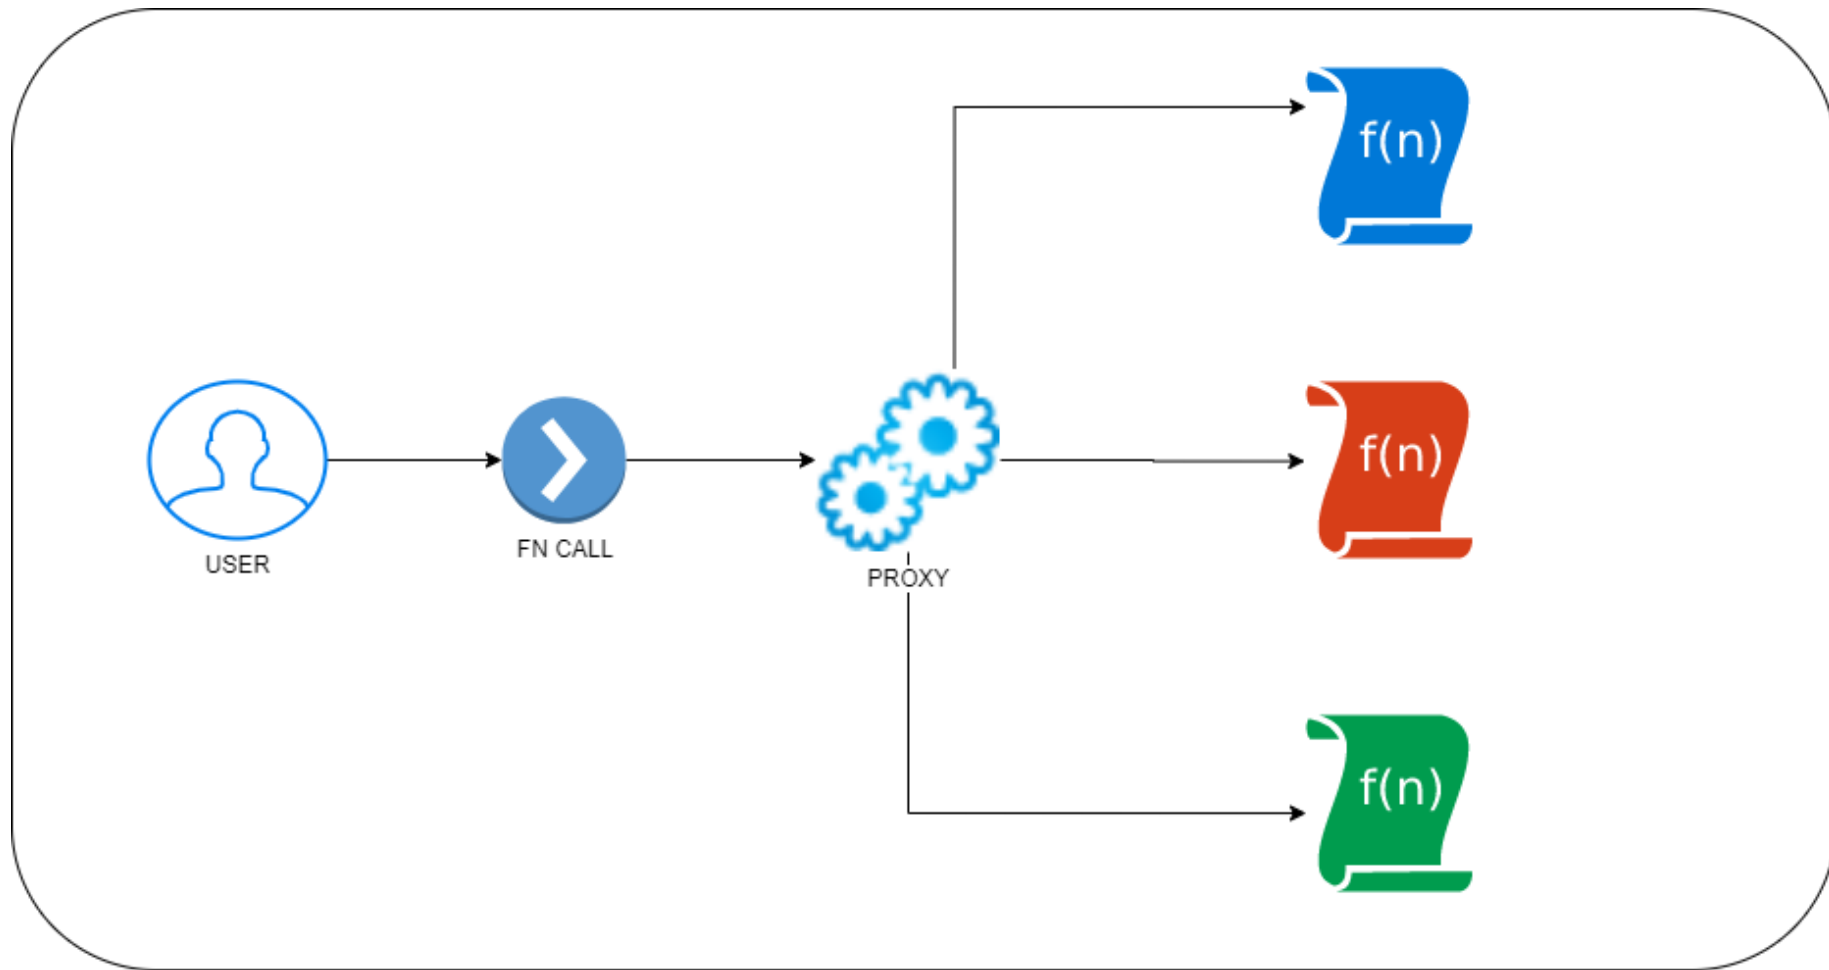 f(n)
f(n)
USER
FN CALL
PROXY
f(n)